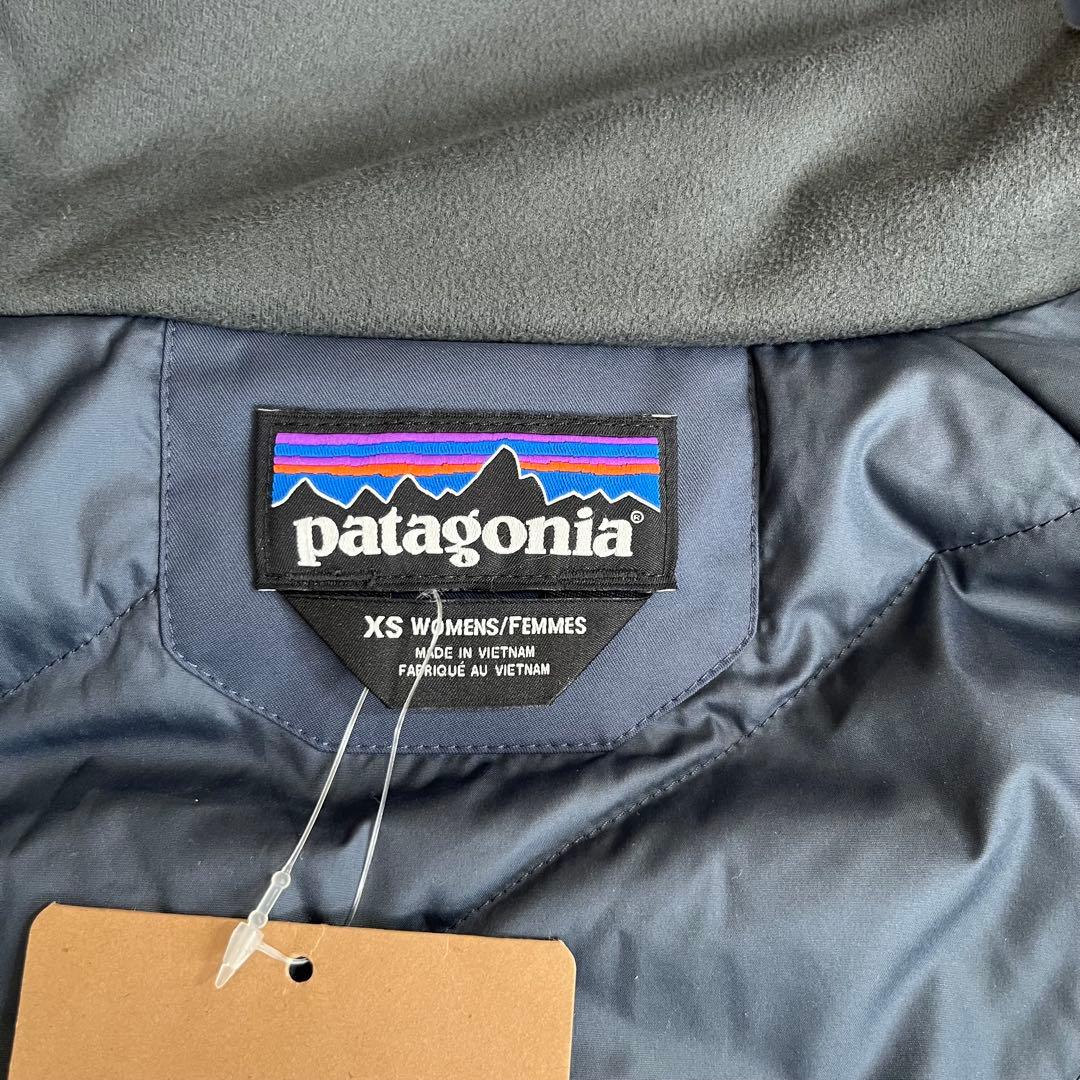 patagonia®
XS WOMENS/FEMMES
MADE IN VIETNAM
FABRIQUÉ AU VIETNAM